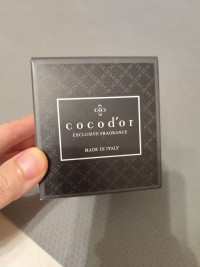 cocod'or
EXCLUSIVE FRAGRANCE
MADE IN ITALY